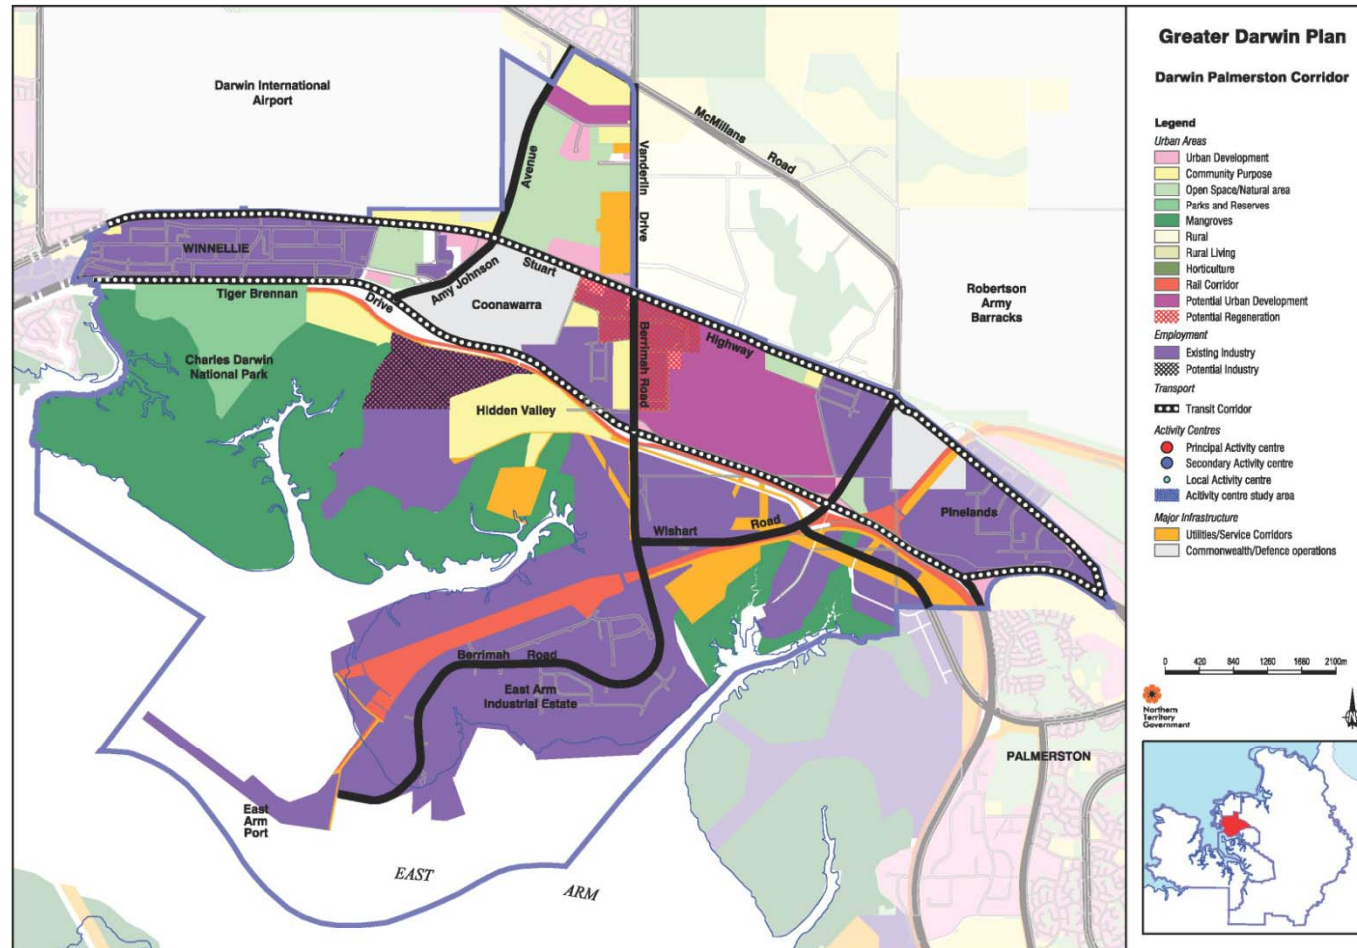 Greater Darwin Plan
Darwin Palmerston Corridor
Legend
Urban Areas
Urban Development
Community Purpose
Open Space/Natural area
Parks and Reserves
Mangroves
Rural
Rural Living
Horticulture
Rail Corridor
Potential Urban Development
Potential Regeneration
Employment
Existing Industry
Potential Industry
Transport
Transit Corridor
Activity Centres
Principal Activity centre
Secondary Activity centre
Local Activity centre
Acitivity centro study area
Major Infrastructure
Utilities/Service Corridors
Commonwealth/Defence operations
0 420 840 1260 1680 2100m
Northern
Territory
Government
N
Darwin International
Airport
McMillans
Road
Vanderlin
Drive
Avenue
Amy Johnson
WINNELLIE
Stuart
Highway
Tiger Brennan
Drive
Coonawarra
Robertson
Army
Barracks
Berrimah Road
Charles Darwin
National Park
Hidden Valley
Wishart
Road
Pinelands
Berrimah Road
East Arm
Industrial Estate
East
Arm
Port
PALMERSTON
EAST
ARM